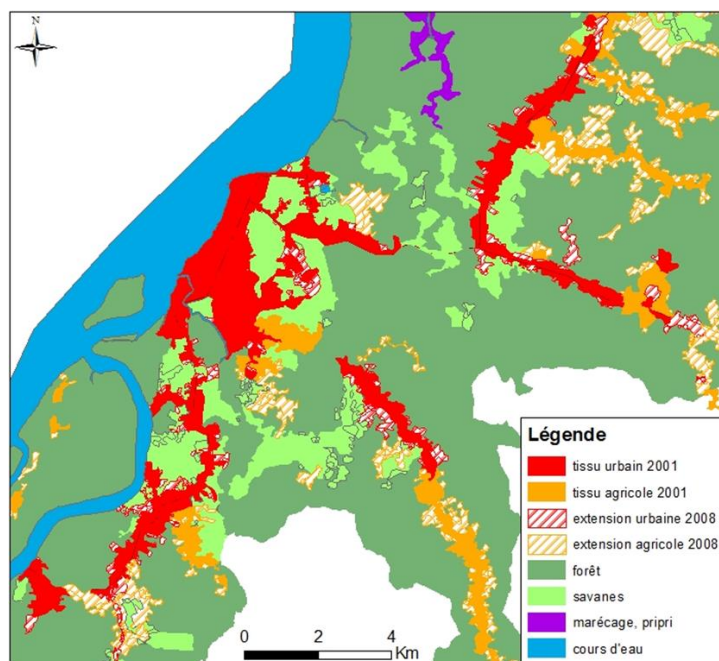 N
Légende
tissu urbain 2001
tissu agricole 2001
extension urbaine 2008
extension agricole 2008
forêt
savanes
marécage, pripri
cours d'eau
0 2 4
Km